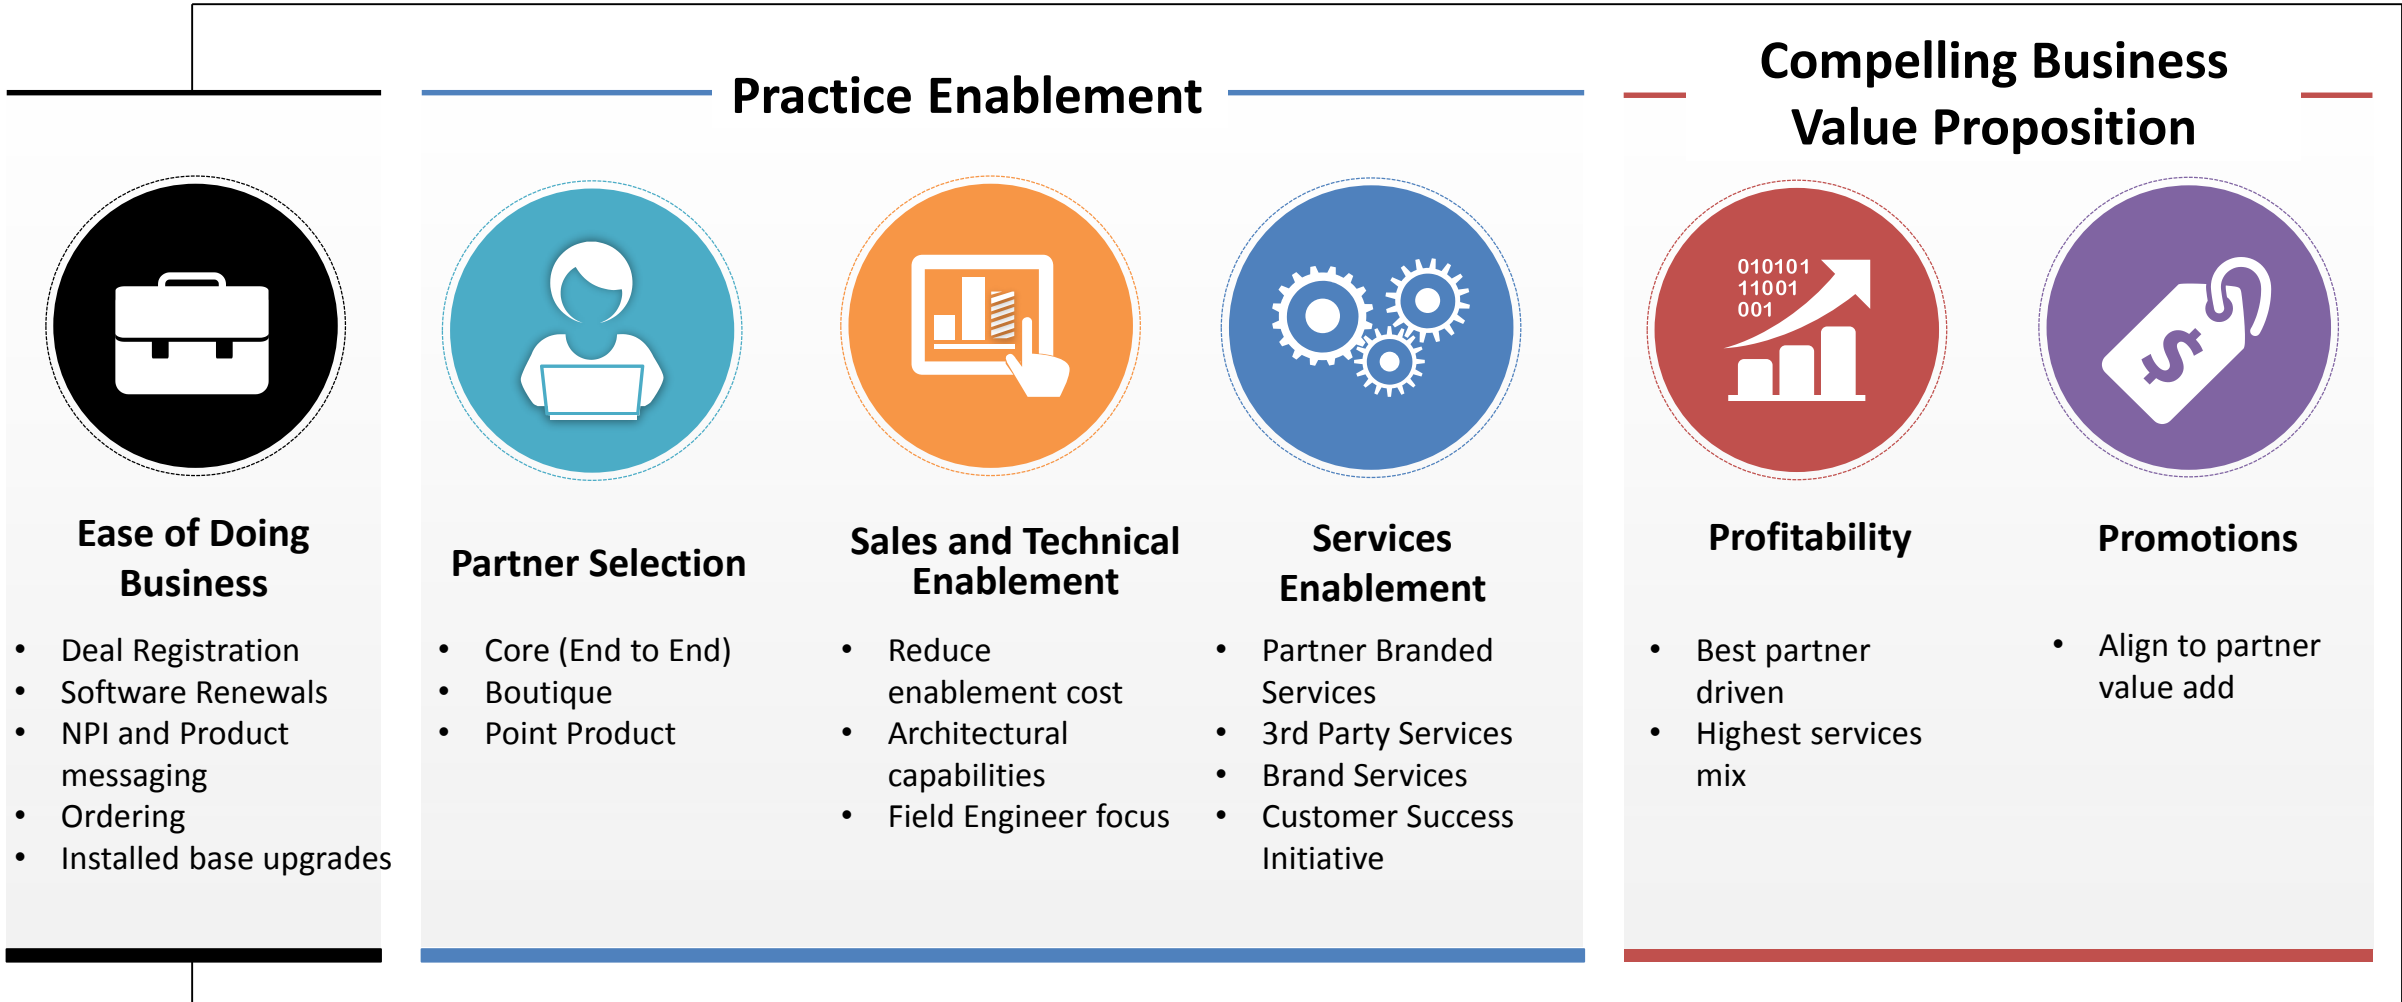 Practice Enablement
Compelling Business
Value Proposition
Ease of Doing
Business
• Deal Registration
• Software Renewals
• NPI and Product
messaging
• Ordering
• Installed base upgrades
Partner Selection
• Core (End to End)
• Boutique
• Point Product
Sales and Technical
Enablement
• Reduce
enablement cost
• Architectural
capabilities
• Field Engineer focus
Services
Enablement
• Partner Branded
Services
• 3rd Party Services
• Brand Services
• Customer Success
Initiative
010101
11001
001
Profitability
• Best partner
driven
• Highest services
mix
$
Promotions
• Align to partner
value add